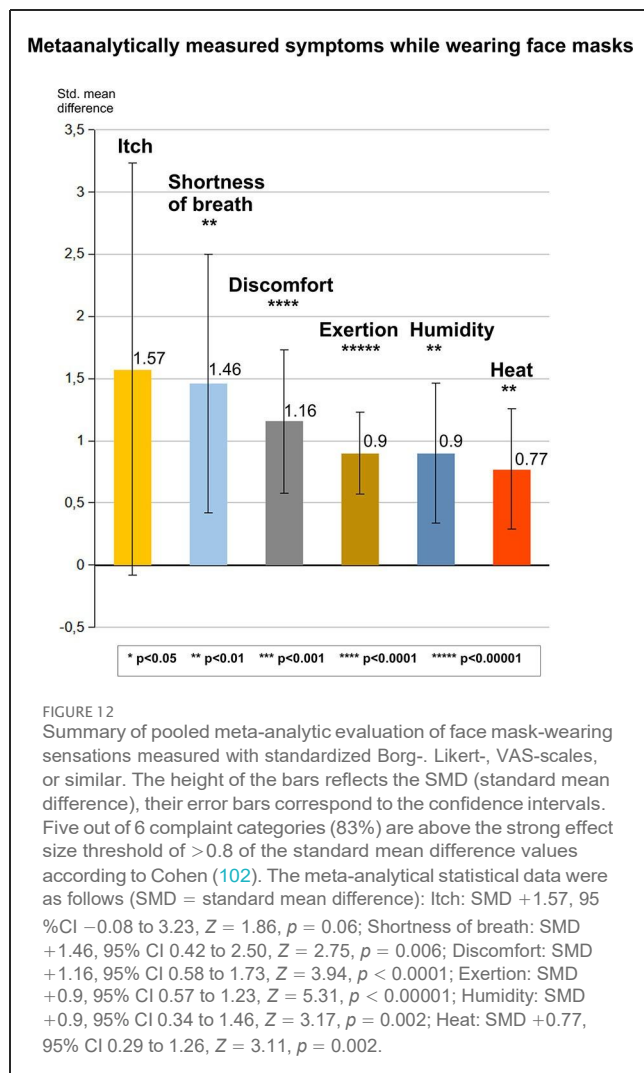 Metaanalytically measured symptoms while wearing face masks
Std. mean
difference
3,5
3
2,5
2
1,5
1
0,5
0
-0,5
Itch
1.57
Shortness
of breath
**
1.46
Discomfort
****
1.16
Exertion
*****
0.9
Humidity
**
0.9
Heat
**
0.77
* p<0.05 ** p<0.01 *** p<0.001 **** p<0.0001 ***** p<0.00001
FIGURE 12
Summary of pooled meta-analytic evaluation of face mask-wearing
sensations measured with standardized Borg-. Likert-, VAS-scales,
or similar. The height of the bars reflects the SMD (standard mean
difference), their error bars correspond to the confidence intervals.
Five out of 6 complaint categories (83%) are above the strong effect
size threshold of >0.8 of the standard mean difference values
according to Cohen (102). The meta-analytical statistical data were
as follows (SMD = standard mean difference): Itch: SMD +1.57, 95
%CI −0.08 to 3.23, Z = 1.86, p = 0.06; Shortness of breath: SMD
+1.46, 95% CI 0.42 to 2.50, Z = 2.75, p = 0.006; Discomfort: SMD
+1.16, 95% CI 0.58 to 1.73, Z = 3.94, p < 0.0001; Exertion: SMD
+0.9, 95% CI 0.57 to 1.23, Z = 5.31, p < 0.00001; Humidity: SMD
+0.9, 95% CI 0.34 to 1.46, Z = 3.17, p = 0.002; Heat: SMD +0.77,
95% CI 0.29 to 1.26, Z = 3.11, p = 0.002.